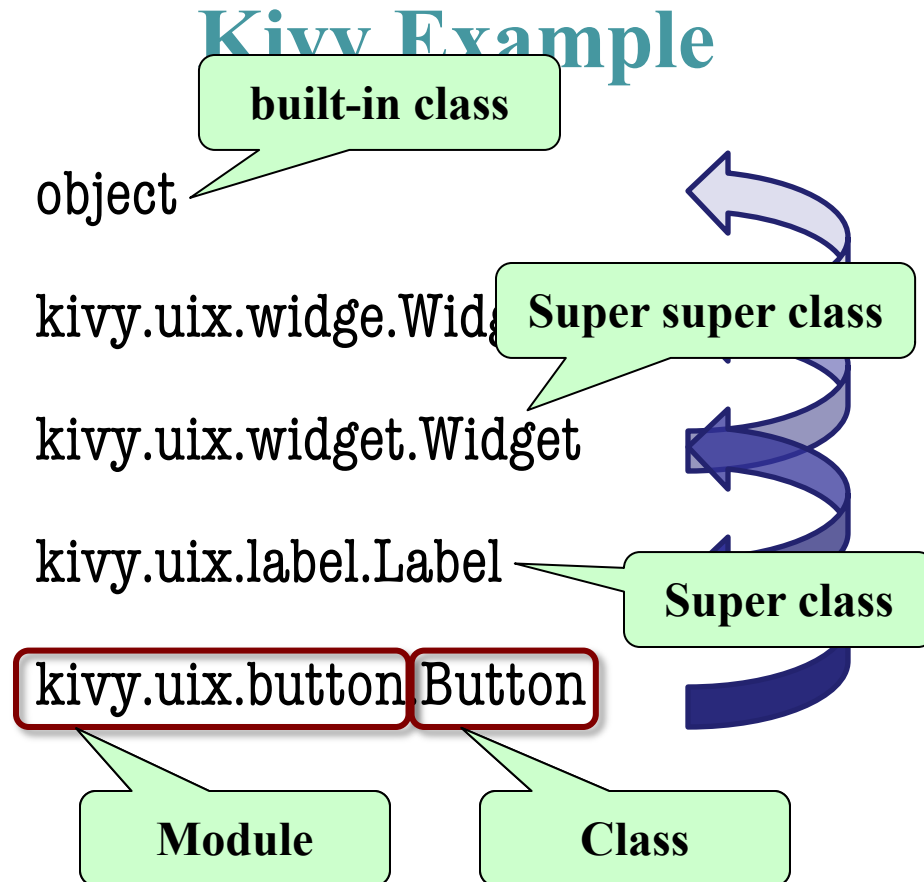 Kivy Example
built-in class
object
kivy.uix.widge.Widg
Super super class
kivy.uix.widget.Widget
kivy.uix.label.Label
Super class
kivy.uix.button.Button
Module
Class